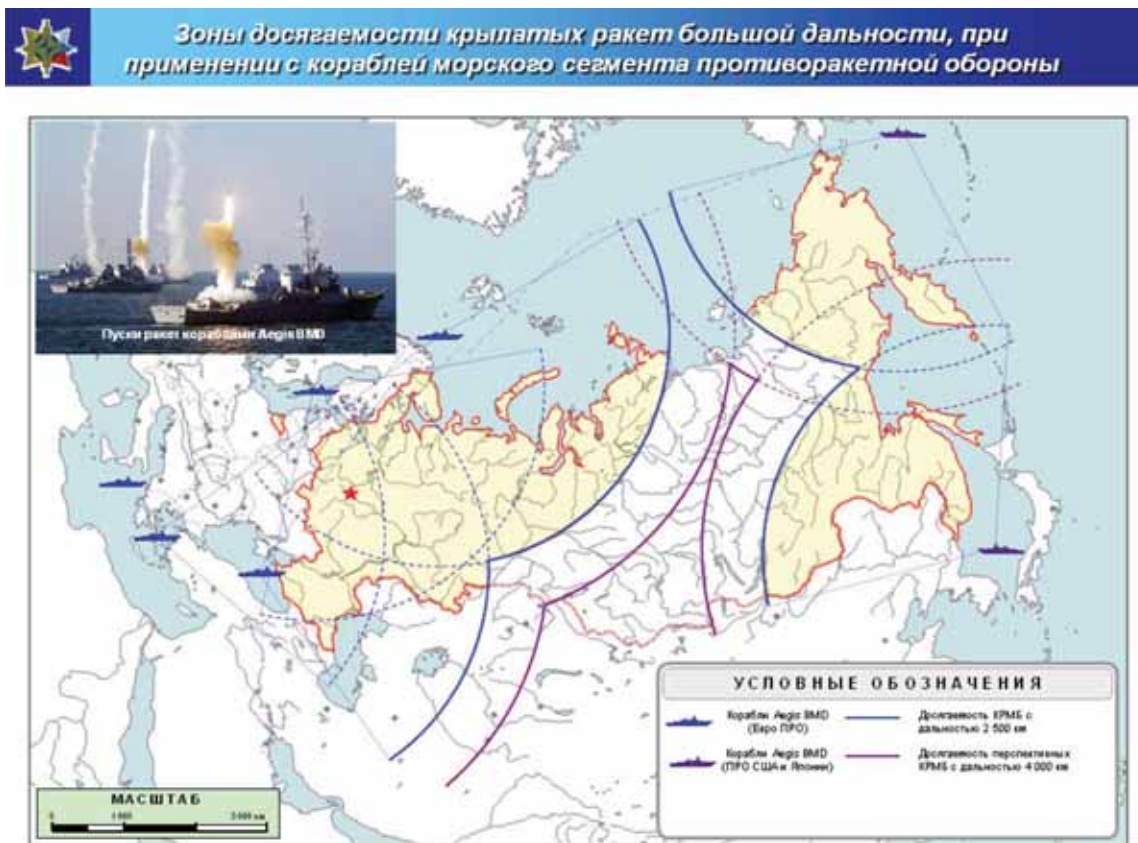 Зоны досягаемости крылатых ракет большой дальности, при
применении с кораблей морского сегмента противоракетной обороны
Пуски ракет кораблями Aegis BMD
УСЛОВНЫЕ ОБОЗНАЧЕНИЯ
Корабли Aegis BMD
(Евро ПРО)
Досягаемость КРМБ с
дальностью 2 500 км
Корабли Aegis BMD
(ПРО США и Японии)
Досягаемость перспективных
КРМБ с дальностью 4 000 км
МАСШТАБ
0